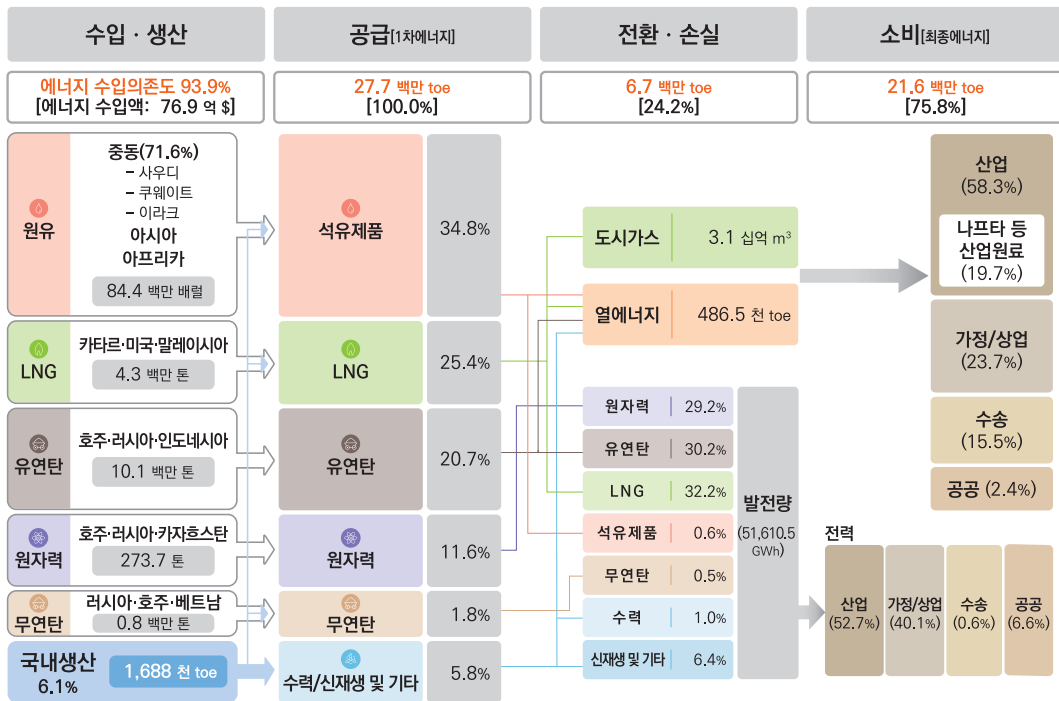 수입 · 생산
공급[1차에너지]
전환 · 손실
소비[최종에너지]
에너지 수입의존도 93.9%
[에너지 수입액: 76.9 억 $]
27.7 백만 toe
[100.0%]
6.7 백만 toe
[24.2%]
21.6 백만 toe
[75.8%]
원유
중동(71.6%)
– 사우디
– 쿠웨이트
– 이라크
아시아
아프리카
84.4 백만 배럴
LNG
카타르·미국·말레이시아
4.3 백만 톤
유연탄
호주·러시아·인도네시아
10.1 백만 톤
원자력
호주·러시아·카자흐스탄
273.7 톤
무연탄
러시아·호주·베트남
0.8 백만 톤
국내생산
6.1%
1,688 천 toe
석유제품
34.8%
LNG
25.4%
유연탄
20.7%
원자력
11.6%
무연탄
1.8%
수력/신재생 및 기타
5.8%
도시가스
3.1 십억 m³
열에너지
486.5 천 toe
원자력
29.2%
유연탄
30.2%
LNG
32.2%
석유제품
0.6%
무연탄
0.5%
수력
1.0%
신재생 및 기타
6.4%
발전량
(51,610.5
GWh)
산업
(58.3%)
나프타 등
산업원료
(19.7%)
가정/상업
(23.7%)
수송
(15.5%)
공공 (2.4%)
전력
산업
(52.7%)
가정/상업
(40.1%)
수송
(0.6%)
공공
(6.6%)